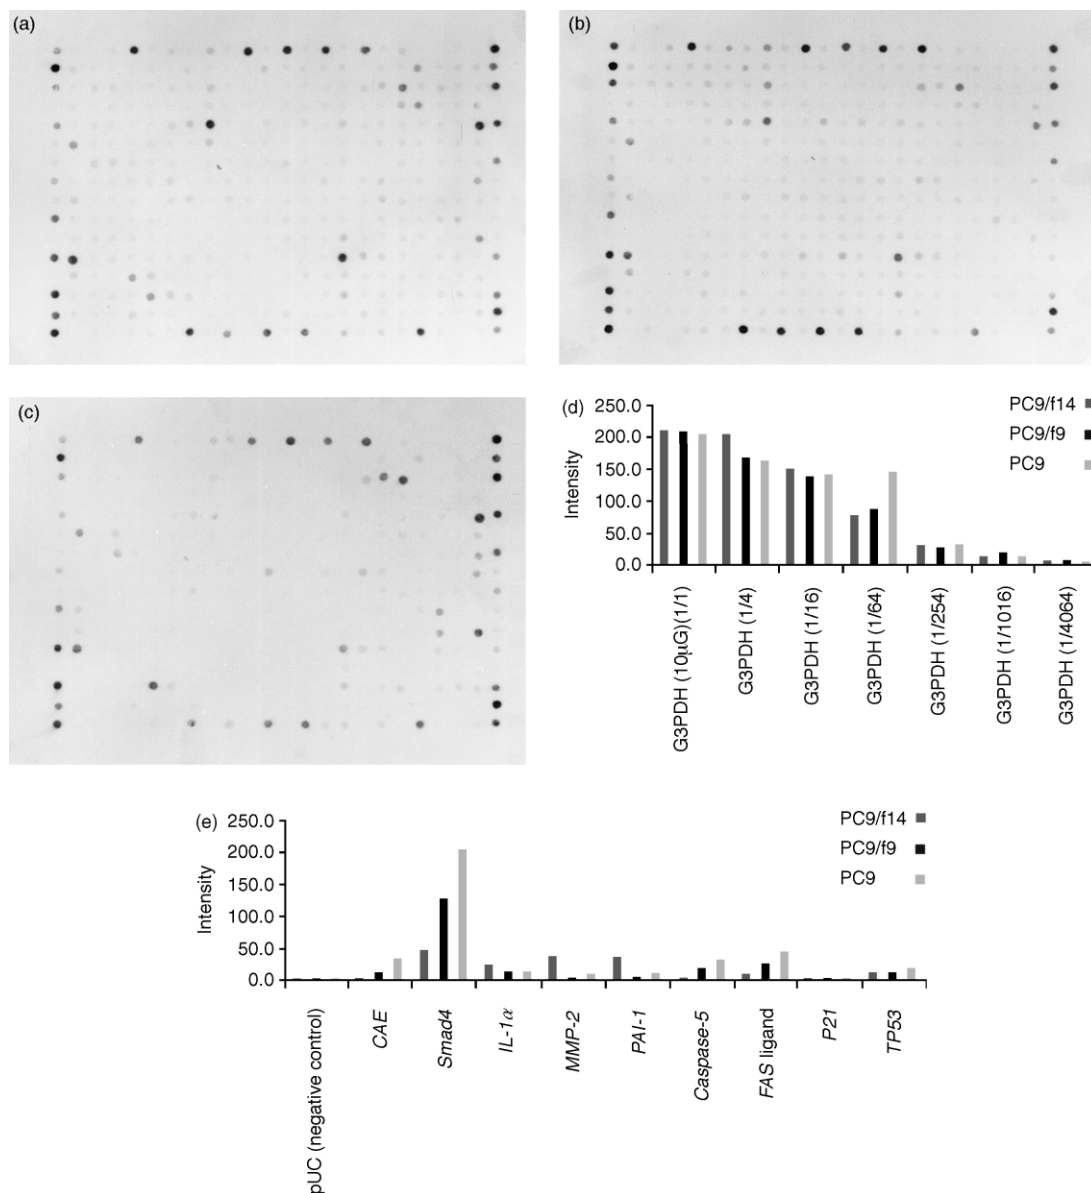 (a)
(b)
(c)
(d)
PC9/f14
PC9/f9
PC9
Intensity
250.0
200.0
150.0
100.0
50.0
0.0
G3PDH (10μG)(1/1)
G3PDH (1/4)
G3PDH (1/16)
G3PDH (1/64)
G3PDH (1/254)
G3PDH (1/1016)
G3PDH (1/4064)
(e)
PC9/f14
PC9/f9
PC9
Intensity
250.0
200.0
150.0
100.0
50.0
0.0
pUC (negative control)
CAE
Smad4
IL-1α
MMP-2
PAI-1
Caspase-5
FAS ligand
P21
TP53